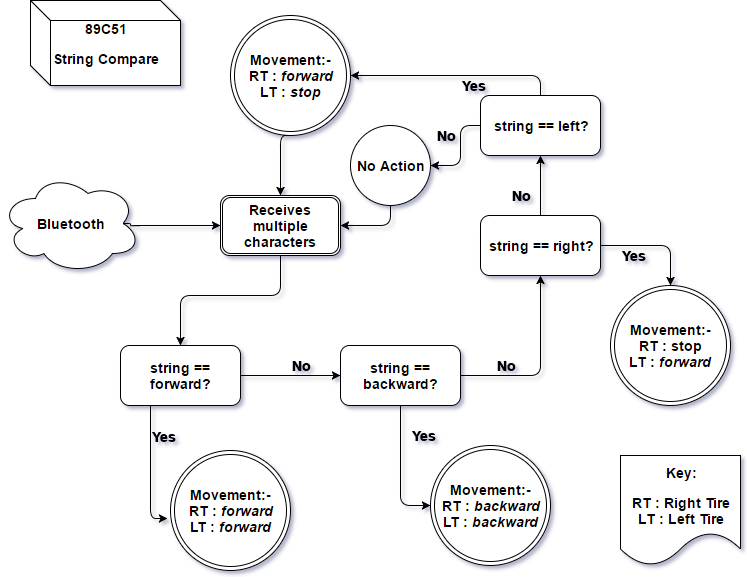 89C51
String Compare
Movement:-
RT : forward
LT : stop
Yes
string == left?
No
No Action
Bluetooth
Receives
multiple
characters
No
string == right?
Yes
Movement:-
RT : stop
LT : forward
string ==
forward?
No
string ==
backward?
No
Yes
Movement:-
RT : forward
LT : forward
Yes
Movement:-
RT : backward
LT : backward
Key:
RT : Right Tire
LT : Left Tire